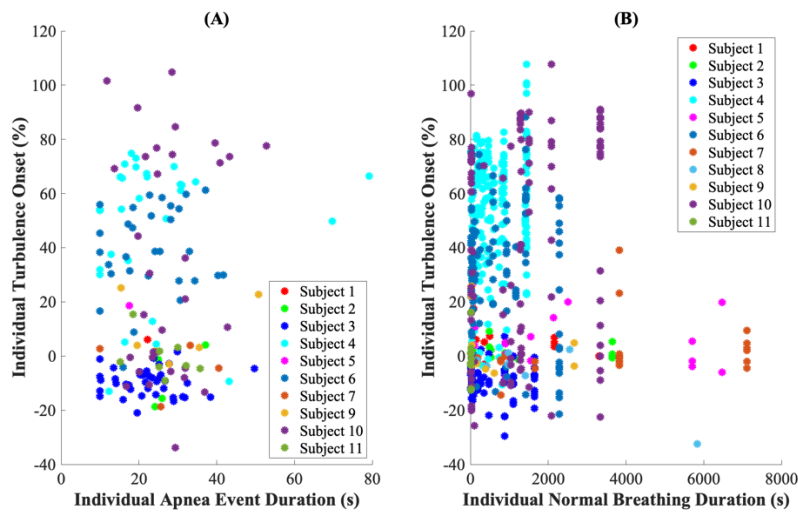 (A)
120
100
80
60
40
20
0
-20
-40
Individual Turbulence Onset (%)
0 20 40 60 80
Individual Apnea Event Duration (s)
Subject 1
Subject 2
Subject 3
Subject 4
Subject 5
Subject 6
Subject 7
Subject 9
Subject 10
Subject 11
(B)
120
100
80
60
40
20
0
-20
-40
Individual Turbulence Onset (%)
0 2000 4000 6000 8000
Individual Normal Breathing Duration (s)
Subject 1
Subject 2
Subject 3
Subject 4
Subject 5
Subject 6
Subject 7
Subject 8
Subject 9
Subject 10
Subject 11